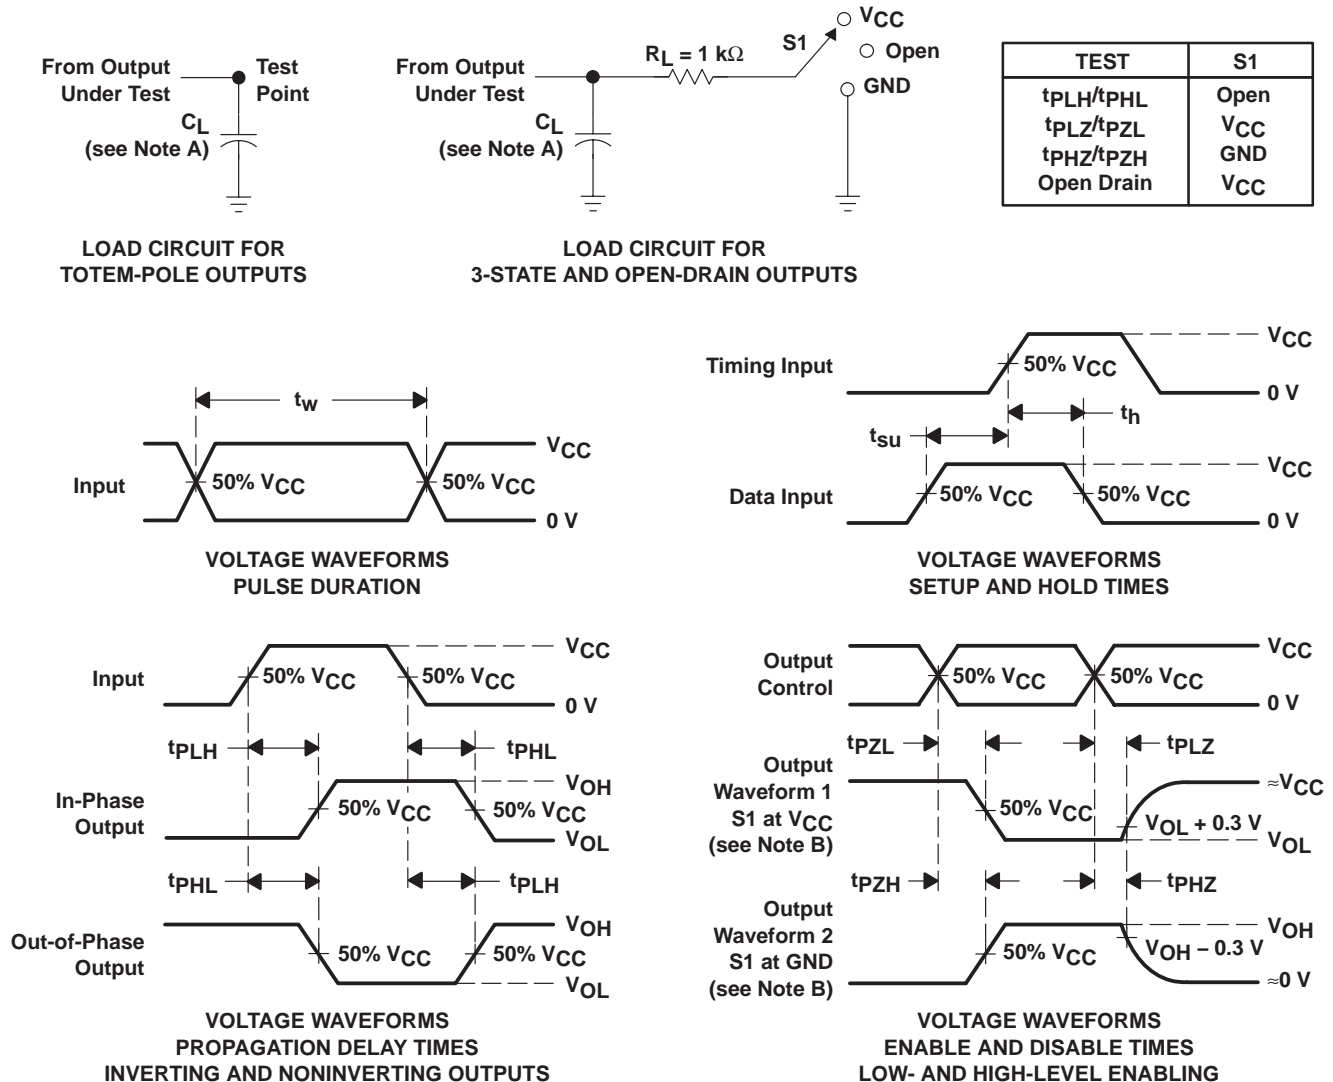 From Output
Under Test
Test
Point
CL
(see Note A)
LOAD CIRCUIT FOR
TOTEM-POLE OUTPUTS
From Output
Under Test
RL = 1 kΩ
S1
VCC
Open
GND
CL
(see Note A)
LOAD CIRCUIT FOR
3-STATE AND OPEN-DRAIN OUTPUTS
TEST S1
tPLH/tPHL Open
tPLZ/tPZL VCC
tPHZ/tPZH GND
Open Drain VCC
tw
Input
50% VCC
50% VCC
VCC
0 V
VOLTAGE WAVEFORMS
PULSE DURATION
Timing Input
50% VCC
VCC
0 V
tsu
th
Data Input
50% VCC
50% VCC
VCC
0 V
VOLTAGE WAVEFORMS
SETUP AND HOLD TIMES
Input
50% VCC
50% VCC
VCC
0 V
tPLH
tPHL
In-Phase
Output
50% VCC
50% VCC
VOH
VOL
tPHL
tPLH
Out-of-Phase
Output
50% VCC
50% VCC
VOH
VOL
VOLTAGE WAVEFORMS
PROPAGATION DELAY TIMES
INVERTING AND NONINVERTING OUTPUTS
Output
Control
50% VCC
50% VCC
VCC
0 V
tPZL
tPLZ
Output
Waveform 1
S1 at VCC
(see Note B)
50% VCC
VOL + 0.3 V
≈VCC
VOL
tPZH
tPHZ
Output
Waveform 2
S1 at GND
(see Note B)
50% VCC
VOH − 0.3 V
VOH
≈0 V
VOLTAGE WAVEFORMS
ENABLE AND DISABLE TIMES
LOW- AND HIGH-LEVEL ENABLING